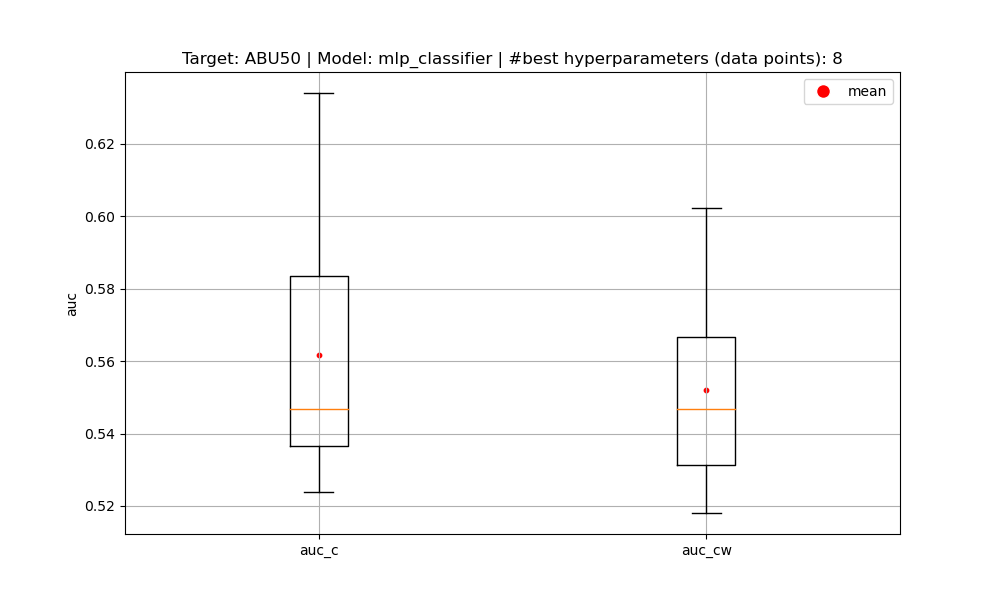 Target: ABU50 | Model: mlp_classifier | #best hyperparameters (data points): 8
mean
0.62
0.60
0.58
0.56
0.54
0.52
auc
auc_c
auc_cw